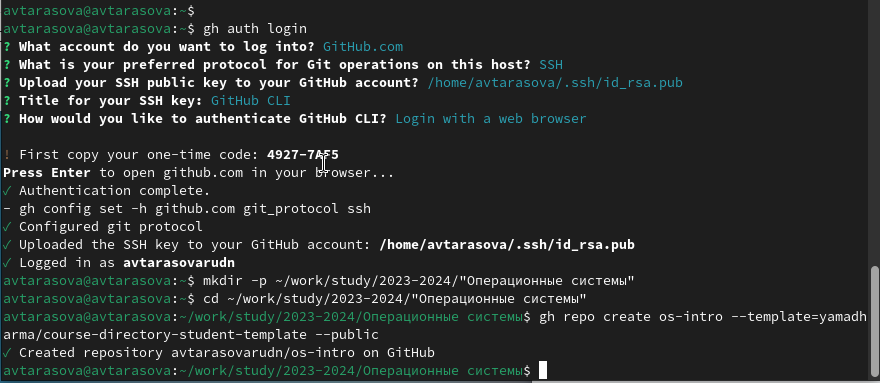 avtarasova@avtarasova:~$
avtarasova@avtarasova:~$ gh auth login
? What account do you want to log into? GitHub.com
? What is your preferred protocol for Git operations on this host? SSH
? Upload your SSH public key to your GitHub account? /home/avtarasova/.ssh/id_rsa.pub
? Title for your SSH key: GitHub CLI
? How would you like to authenticate GitHub CLI? Login with a web browser
! First copy your one-time code:
Press Enter to open github.com in your browser...
✓ Authentication complete.
- gh config set -h github.com git_protocol ssh
✓ Configured git protocol
✓ Uploaded the SSH key to your GitHub account: /home/avtarasova/.ssh/id_rsa.pub
✓ Logged in as avtarasovarudn
avtarasova@avtarasova:~$ mkdir -p ~/work/study/2023-2024/"Операционные системы"
avtarasova@avtarasova:~$ cd ~/work/study/2023-2024/"Операционные системы"
avtarasova@avtarasova:~/work/study/2023-2024/Операционные системы$ gh repo create os-intro --template=yamadh
arma/course-directory-student-template --public
✓ Created repository avtarasovarudn/os-intro on GitHub
avtarasova@avtarasova:~/work/study/2023-2024/Операционные системы$